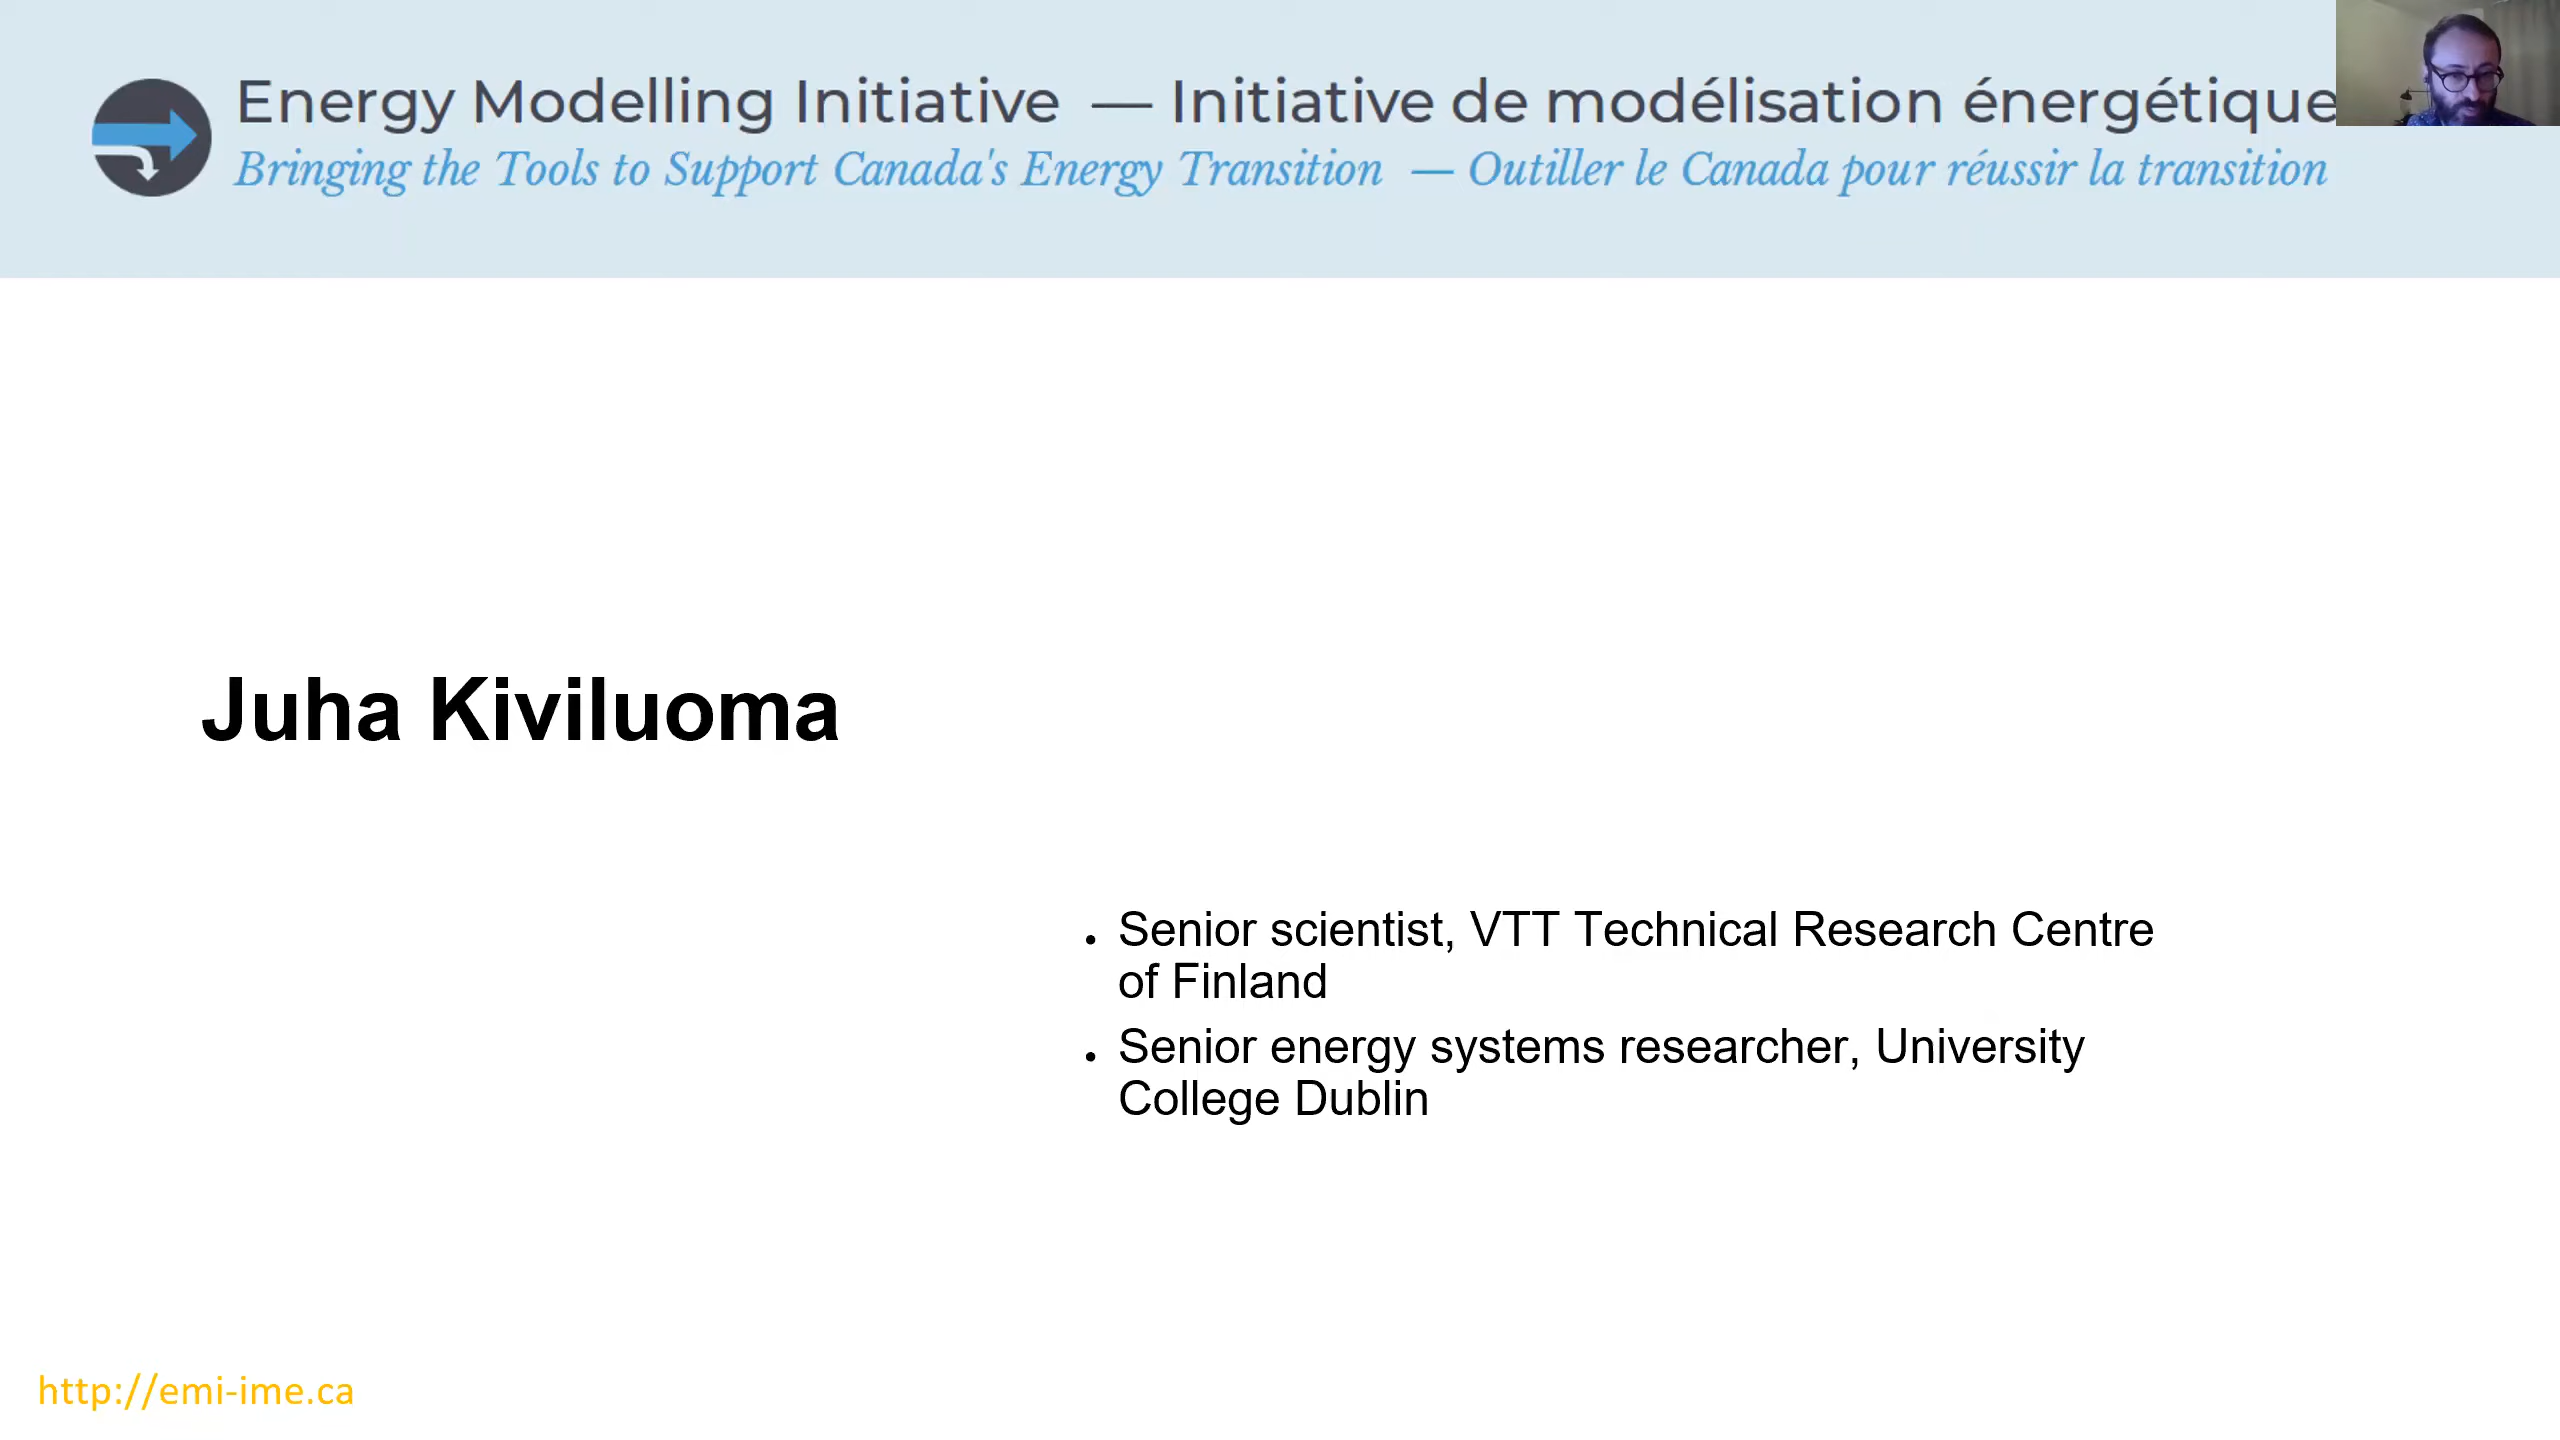 Energy Modelling Initiative — Initiative de modélisation énergétique
Bringing the Tools to Support Canada's Energy Transition — Outiller le Canada pour réussir la transition
Juha Kiviluoma
• Senior scientist, VTT Technical Research Centre
of Finland
• Senior energy systems researcher, University
College Dublin
http://emi-ime.ca